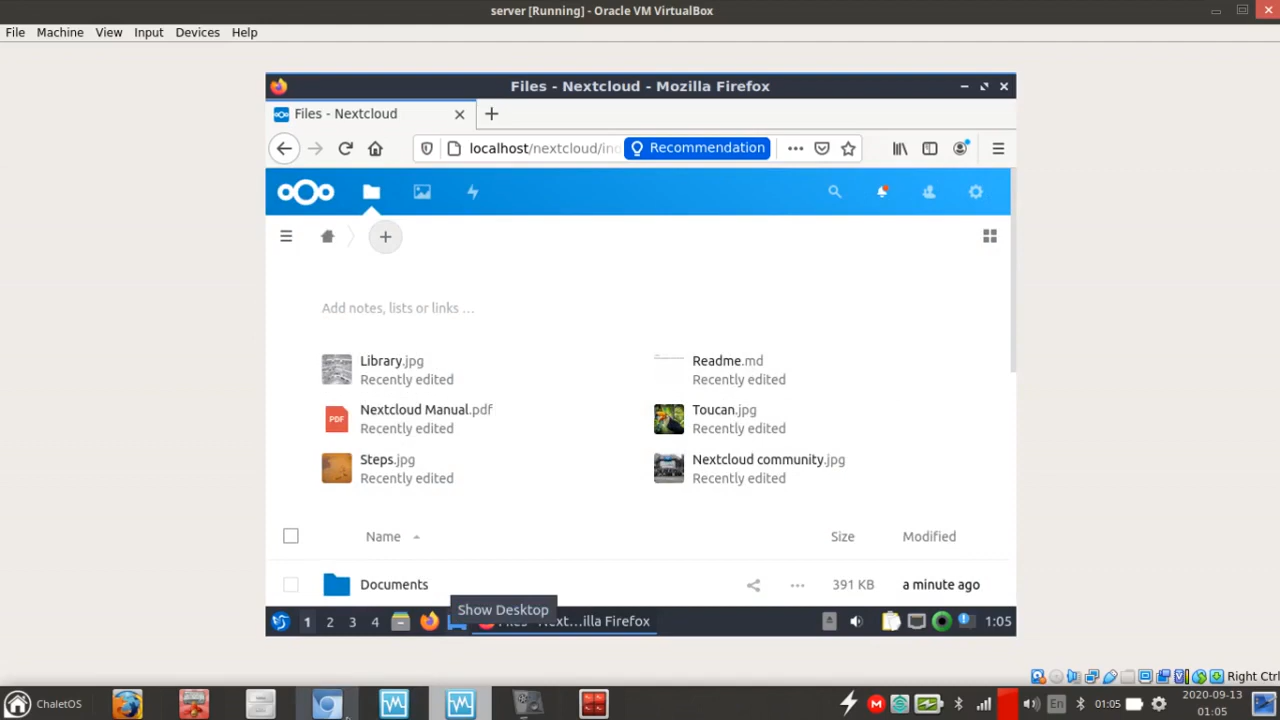 server [Running] - Oracle VM VirtualBox
File Machine View Input Devices Help
Files - Nextcloud - Mozilla Firefox
Files - Nextcloud
localhost/nextcloud/in
Recommendation
Add notes, lists or links ...
Library.jpg
Recently edited
Readme.md
Recently edited
PDF
Nextcloud Manual.pdf
Recently edited
Toucan.jpg
Recently edited
Steps.jpg
Recently edited
Nextcloud community.jpg
Recently edited
Name Size Modified
Documents 391 KB a minute ago
Show Desktop
1 2 3 4 Files - Next...illa Firefox 1:05
Right Ctrl
ChaletOS M En 01:05 2020-09-13
01:05